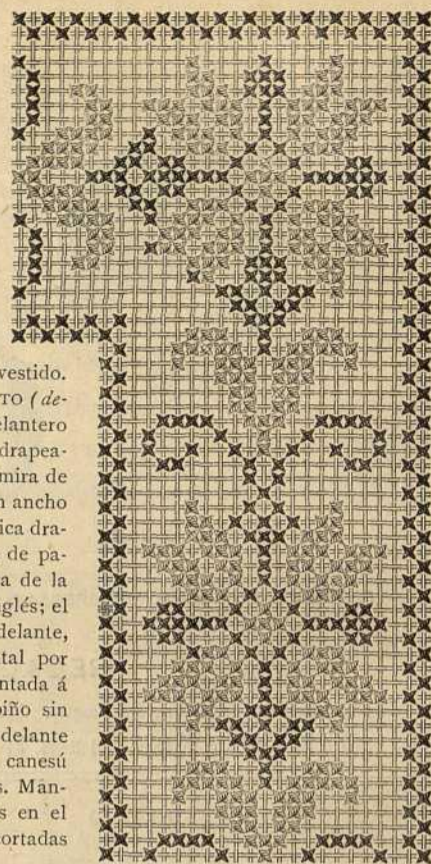 vestido.
TO (de-
elantero
drapea-
mira de
n ancho
ica dra-
de pa-
a de la
glés; el
delante,
tal por
ntada á
piño sin
delante
canesú
s. Man-
s en el
ortadas